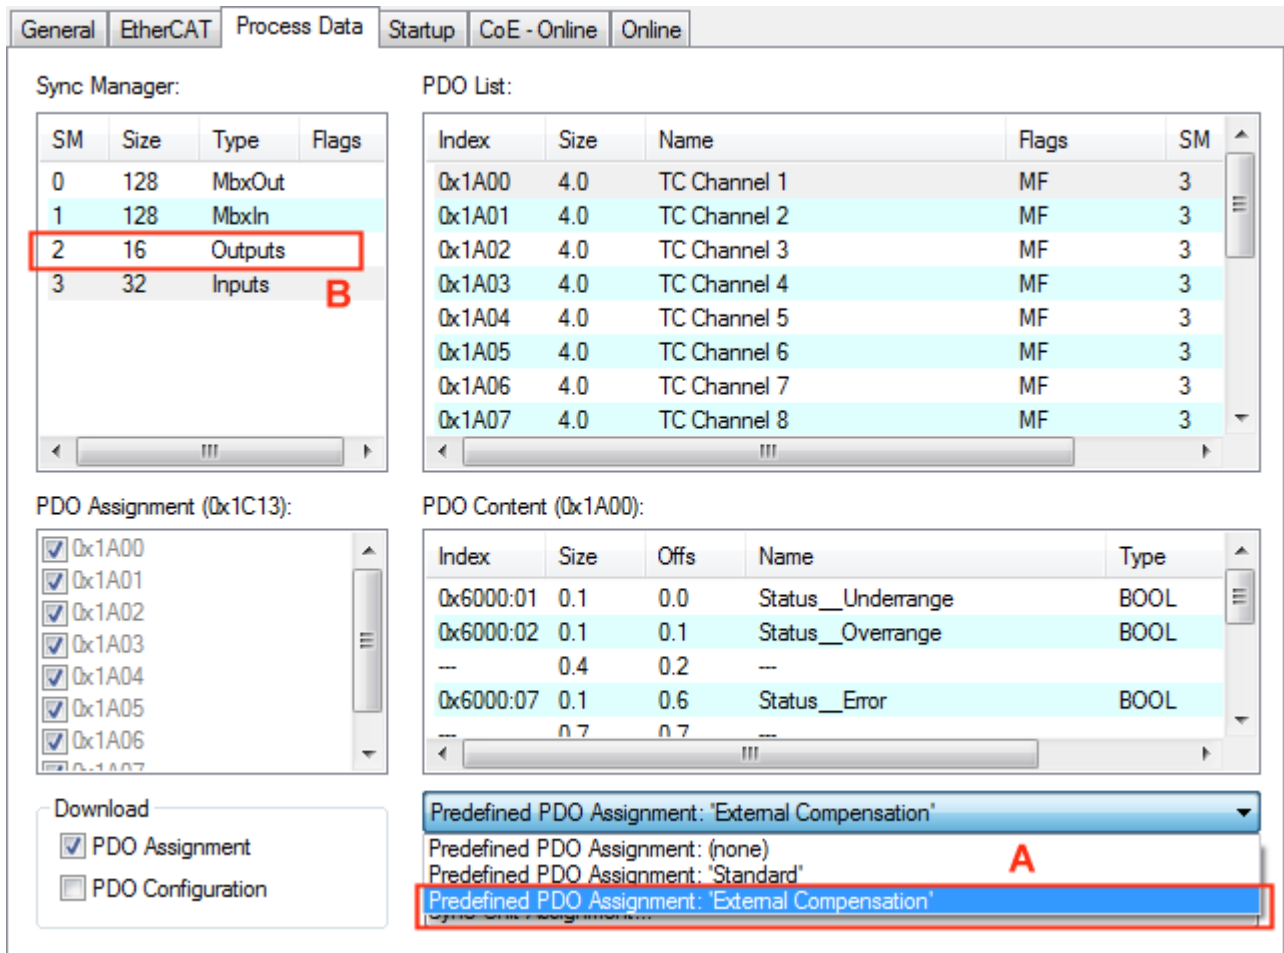 General EtherCAT Process Data Startup CoE - Online Online
Sync Manager:
SM Size Type Flags
0 128 MbxOut
1 128 MbxIn
2 16 Outputs
3 32 Inputs
B
PDO List:
Index Size Name Flags SM
0x1A00 4.0 TC Channel 1 MF 3
0x1A01 4.0 TC Channel 2 MF 3
0x1A02 4.0 TC Channel 3 MF 3
0x1A03 4.0 TC Channel 4 MF 3
0x1A04 4.0 TC Channel 5 MF 3
0x1A05 4.0 TC Channel 6 MF 3
0x1A06 4.0 TC Channel 7 MF 3
0x1A07 4.0 TC Channel 8 MF 3
PDO Assignment (0x1C13):
0x1A00
0x1A01
0x1A02
0x1A03
0x1A04
0x1A05
0x1A06
0x1A07
PDO Content (0x1A00):
Index Size Offs Name Type
0x6000:01 0.1 0.0 Status__Underrange BOOL
0x6000:02 0.1 0.1 Status__Overrange BOOL
--- 0.4 0.2 ---
0x6000:07 0.1 0.6 Status__Error BOOL
--- 0.7 0.7 ---
Download
PDO Assignment
PDO Configuration
Predefined PDO Assignment: 'External Compensation'
Predefined PDO Assignment: (none)
A
Predefined PDO Assignment: 'Standard'
Predefined PDO Assignment: 'External Compensation'
Sync Unit Assignment...